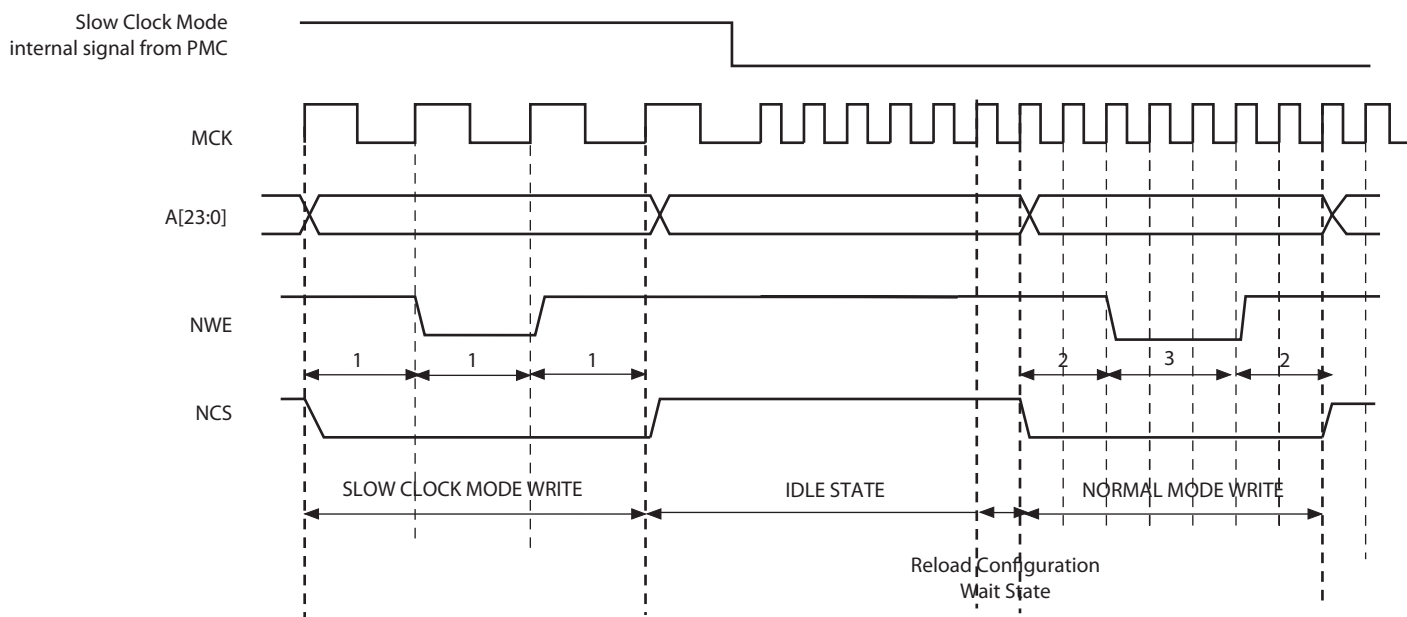 Slow Clock Mode
internal signal from PMC
MCK
A[23:0]
NWE
1 1 1 2 3 2
NCS
SLOW CLOCK MODE WRITE IDLE STATE NORMAL MODE WRITE
Reload Configuration
Wait State